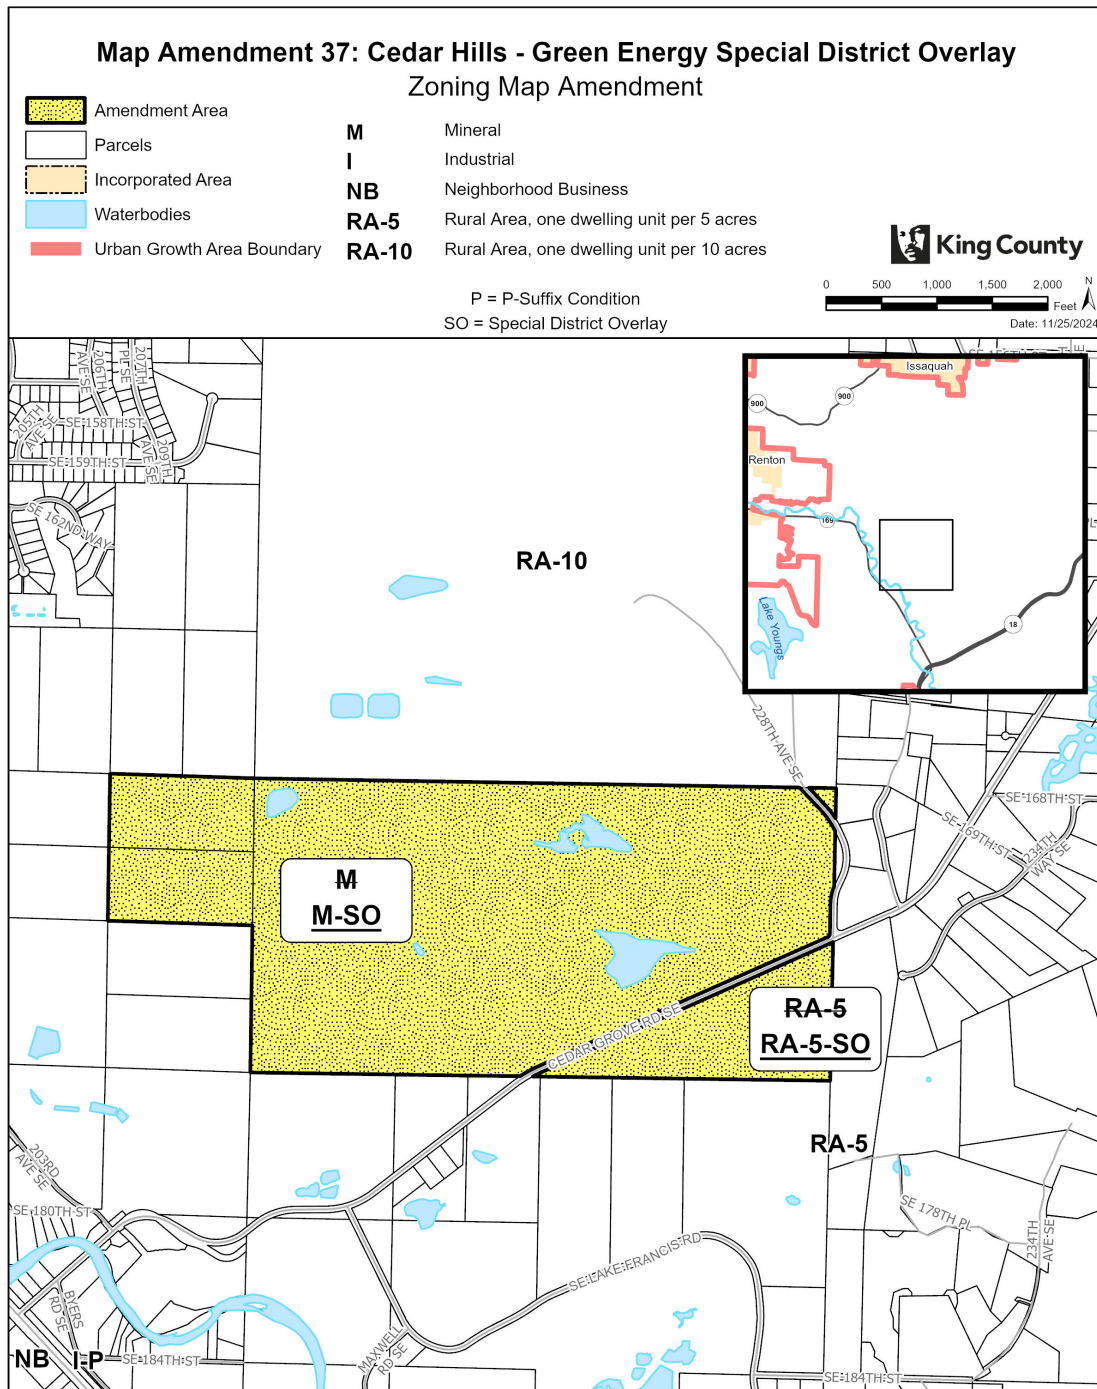 Map Amendment 37: Cedar Hills - Green Energy Special District Overlay
Zoning Map Amendment
Amendment Area
Parcels
Incorporated Area
Waterbodies
Urban Growth Area Boundary
M Mineral
I Industrial
NB Neighborhood Business
RA-5 Rural Area, one dwelling unit per 5 acres
RA-10 Rural Area, one dwelling unit per 10 acres
P = P-Suffix Condition
SO = Special District Overlay
King County
0 500 1,000 1,500 2,000
Feet
N
Date: 11/25/2024
Issaquah
900
900
Renton
169
18
Lake Youngs
206TH
AVE SE
207TH
PL SE
205TH
AVE SE
SE 158TH ST
SE 159TH ST
209TH
AVE SE
SE 162ND WAY
RA-10
228TH AVE SE
SE 168TH ST
SE 169TH ST
234TH
WAY SE
M
M-SO
RA-5
RA-5-SO
CEDAR GROVE RD SE
RA-5
203RD
AVE SE
SE 180TH ST
SE 178TH PL
234TH
AVE SE
SE LAKE FRANCIS RD
BYERS
RD SE
MAXWELL
RD SE
NB
I-P
SE 184TH ST
SE 184TH ST